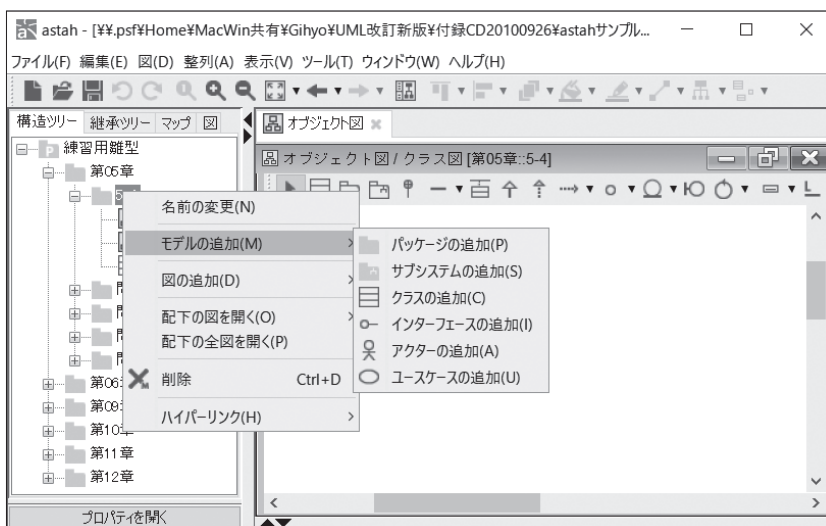 astah - [¥¥.psf¥Home¥MacWin共有¥Gihyo¥UML改訂新版¥付録CD20100926¥astahサンプル...
ファイル(F) 編集(E) 図(D) 整列(A) 表示(V) ツール(T) ウィンドウ(W) ヘルプ(H)
構造ツリー 継承ツリー マップ 図
オブジェクト図
練習用雛型
オブジェクト図 / クラス図 [第05章::5-4]
第05章
名前の変更(N)
モデルの追加(M)
パッケージの追加(P)
サブシステムの追加(S)
図の追加(D)
クラスの追加(C)
インターフェースの追加(I)
配下の図を開く(O)
配下の全図を開く(P)
アクターの追加(A)
削除 Ctrl+D
ユースケースの追加(U)
ハイパーリンク(H)
第06
第09
第10章
第11章
第12章
プロパティを開く